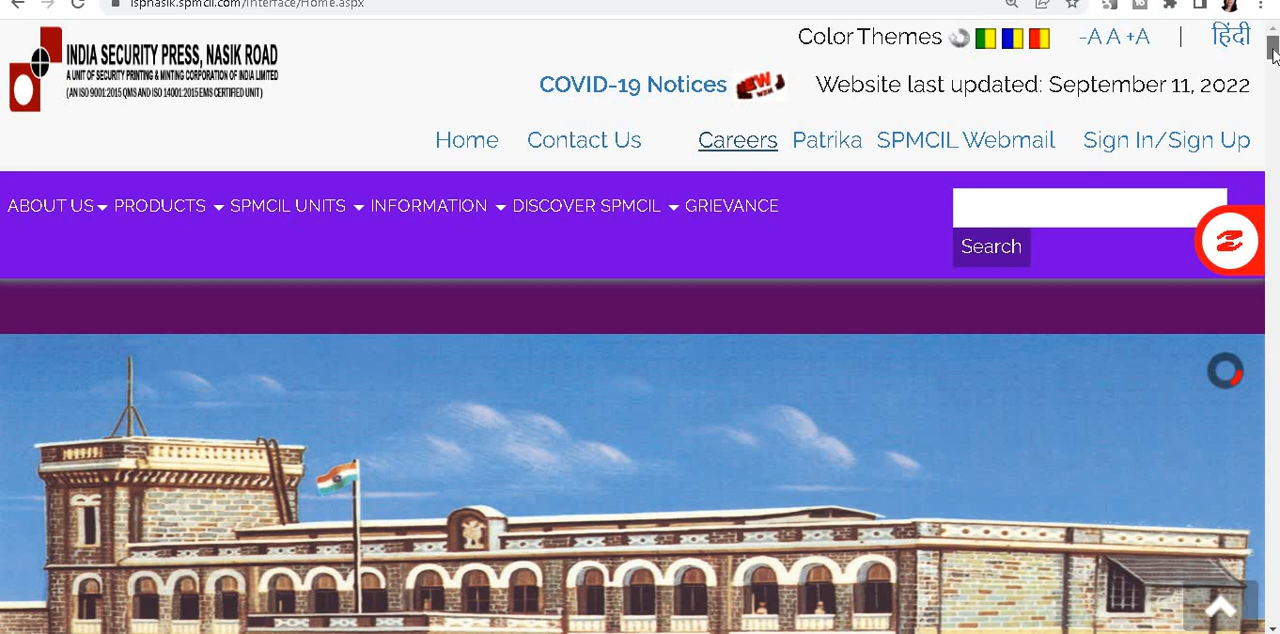 ispnasik.spmcil.com/Interface/Home.aspx
INDIA SECURITY PRESS, NASIK ROAD
A UNIT OF SECURITY PRINTING & MINTING CORPORATION OF INDIA LIMITED
(AN ISO 9001:2015 QMS AND ISO 14001:2015 EMS CERTIFIED UNIT)
Color Themes -A A +A | हिंदी
COVID-19 Notices NEW Website last updated: September 11, 2022
Home Contact Us Careers Patrika SPMCIL Webmail Sign In/Sign Up
ABOUT US PRODUCTS SPMCIL UNITS INFORMATION DISCOVER SPMCIL GRIEVANCE
Search